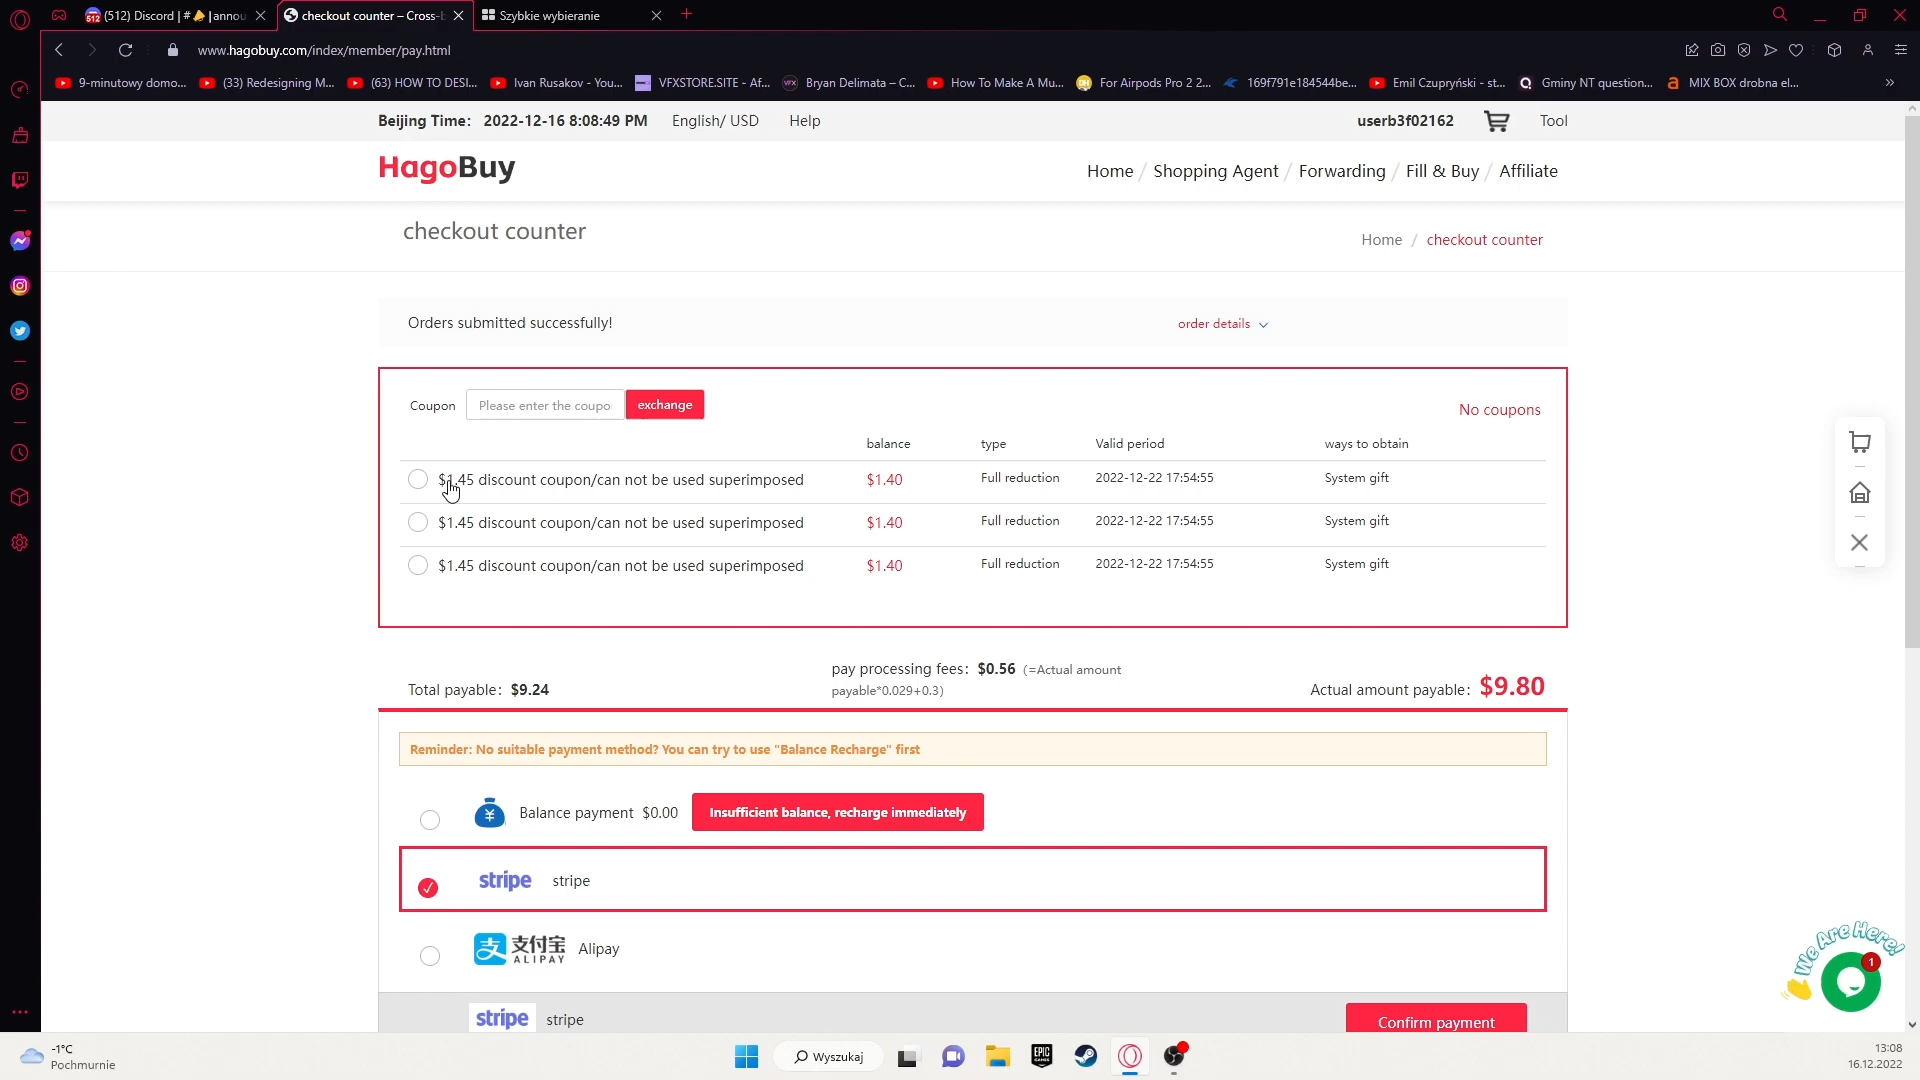 (512) Discord | # annou
checkout counter – Cross-b
Szybkie wybieranie
www.hagobuy.com/index/member/pay.html
9-minutowy domo...
(33) Redesigning M...
(63) HOW TO DESI...
Ivan Rusakov - You...
VFXSTORE.SITE - Af...
Bryan Delimata – C...
How To Make A Mu...
For Airpods Pro 2 2...
169f791e184544be...
Emil Czupryński - st...
Gminy NT question...
MIX BOX drobna el...
Beijing Time: 2022-12-16 8:08:49 PM English/ USD Help userb3f02162 Tool
HagoBuy
Home / Shopping Agent / Forwarding / Fill & Buy / Affiliate
checkout counter
Home / checkout counter
Orders submitted successfully! order details
Coupon Please enter the coupo exchange No coupons
balance type Valid period ways to obtain
$1.45 discount coupon/can not be used superimposed $1.40 Full reduction 2022-12-22 17:54:55 System gift
$1.45 discount coupon/can not be used superimposed $1.40 Full reduction 2022-12-22 17:54:55 System gift
$1.45 discount coupon/can not be used superimposed $1.40 Full reduction 2022-12-22 17:54:55 System gift
Total payable: $9.24
pay processing fees: $0.56 (=Actual amount
payable*0.029+0.3)
Actual amount payable: $9.80
Reminder: No suitable payment method? You can try to use "Balance Recharge" first
¥ Balance payment $0.00 Insufficient balance, recharge immediately
stripe stripe
支 支付宝 ALIPAY Alipay
stripe stripe Confirm payment
We Are Here!
1
-1°C
Pochmurnie
Wyszukaj
EPIC GAMES
13:08
16.12.2022